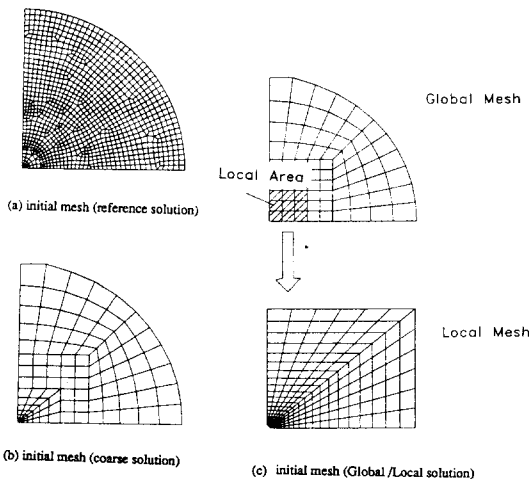 (a) initial mesh (reference solution)
Global Mesh
Local Area
(b) initial mesh (coarse solution)
Local Mesh
(c) initial mesh (Global /Local solution)